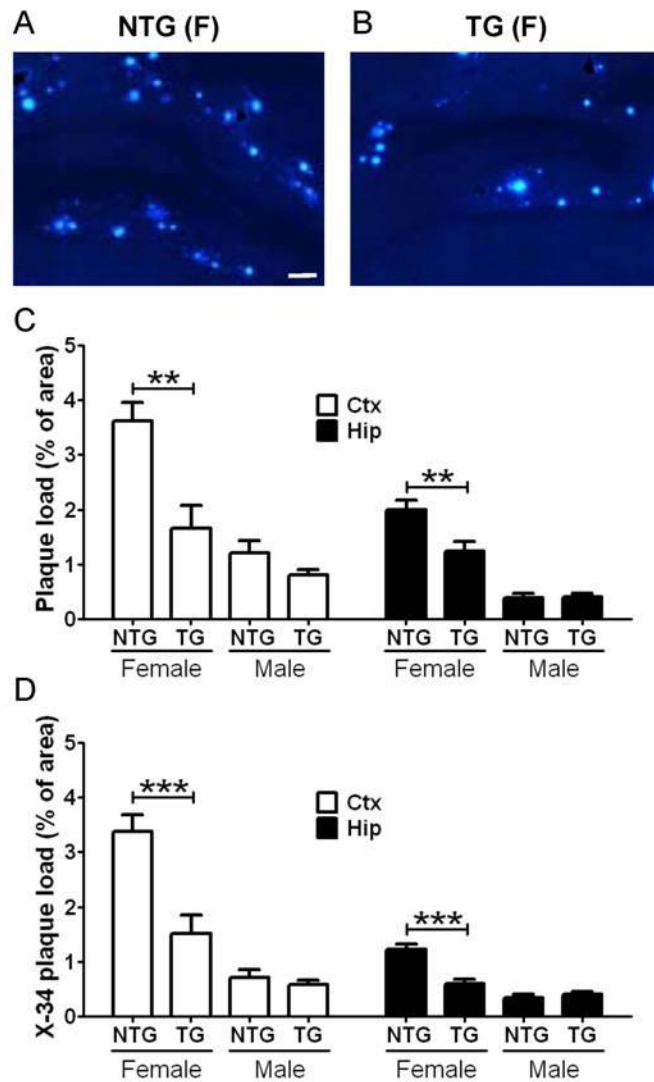 A NTG (F) B TG (F)
C
Plaque load (% of area)
5
4
3
2
1
0
**
Ctx
Hip
**
NTG TG NTG TG NTG TG NTG TG
Female Male Female Male
D
X-34 plaque load (% of area)
5
4
3
2
1
0
***
Ctx
Hip
***
NTG TG NTG TG NTG TG NTG TG
Female Male Female Male